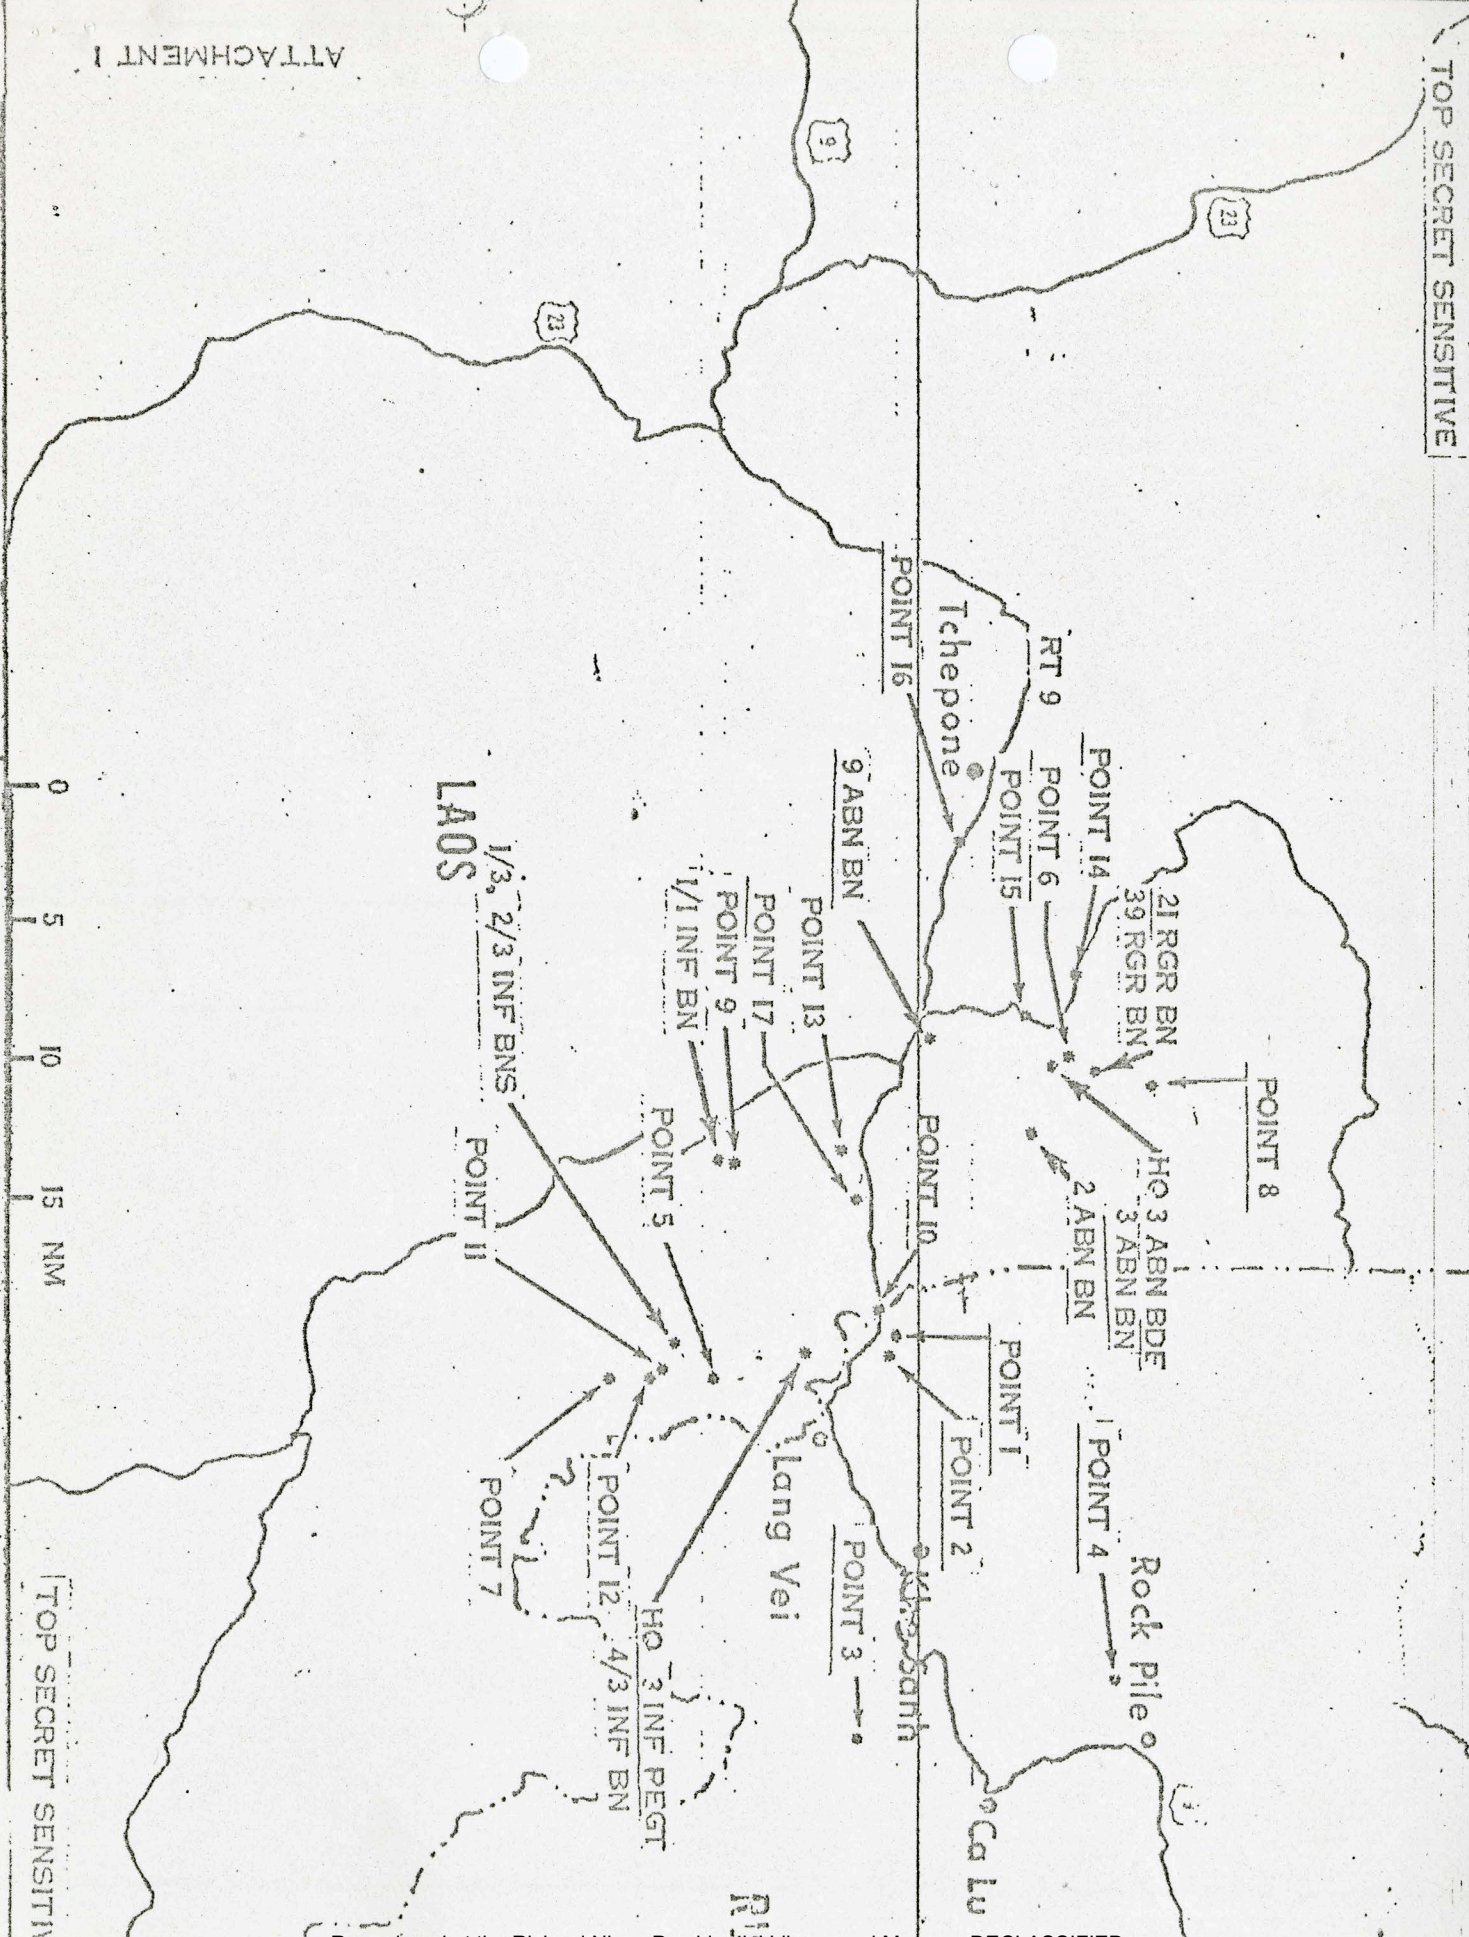 TOP SECRET SENSITIVE
ATTACHMENT 1
9
23
23
RT 9
Tchepone
POINT 16
POINT 14
POINT 6
POINT 15
21 RGR BN
39 RGR BN
POINT 8
9 ABN BN
HQ 3 ABN BDE
3 ABN BN
2 ABN BN
POINT 13
POINT 17
POINT 9
1/1 INF BN
POINT 10
POINT 5
LAOS
1/3, 2/3 INF BNS
POINT 11
POINT 1
POINT 2
POINT 4
Rock Pile
POINT 3
Khe Sanh
Lang Vei
POINT 12
POINT 7
HQ 3 INF PEGT
4/3 INF BN
Ca Lu
0 5 10 15 NM
TOP SECRET SENSITIV